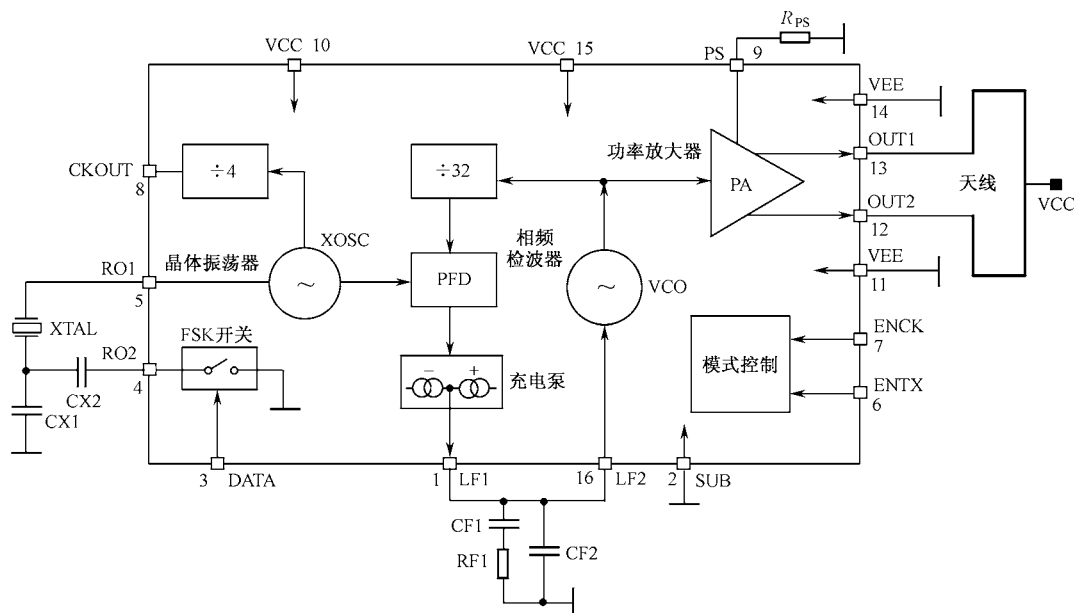 RPS
VCC 10
VCC 15
PS 9
VEE
14
OUT1
13
天线
VCC
OUT2
12
VEE
11
CKOUT
8
÷4
÷32
功率放大器
PA
XOSC
晶体振荡器
~
PFD
相频
检波器
~
VCO
RO1
5
XTAL
RO2
4
FSK开关
CX2
CX1
− +
充电泵
模式控制
ENCK
7
ENTX
6
3 DATA
1 LF1
16 LF2
2 SUB
CF1
RF1
CF2